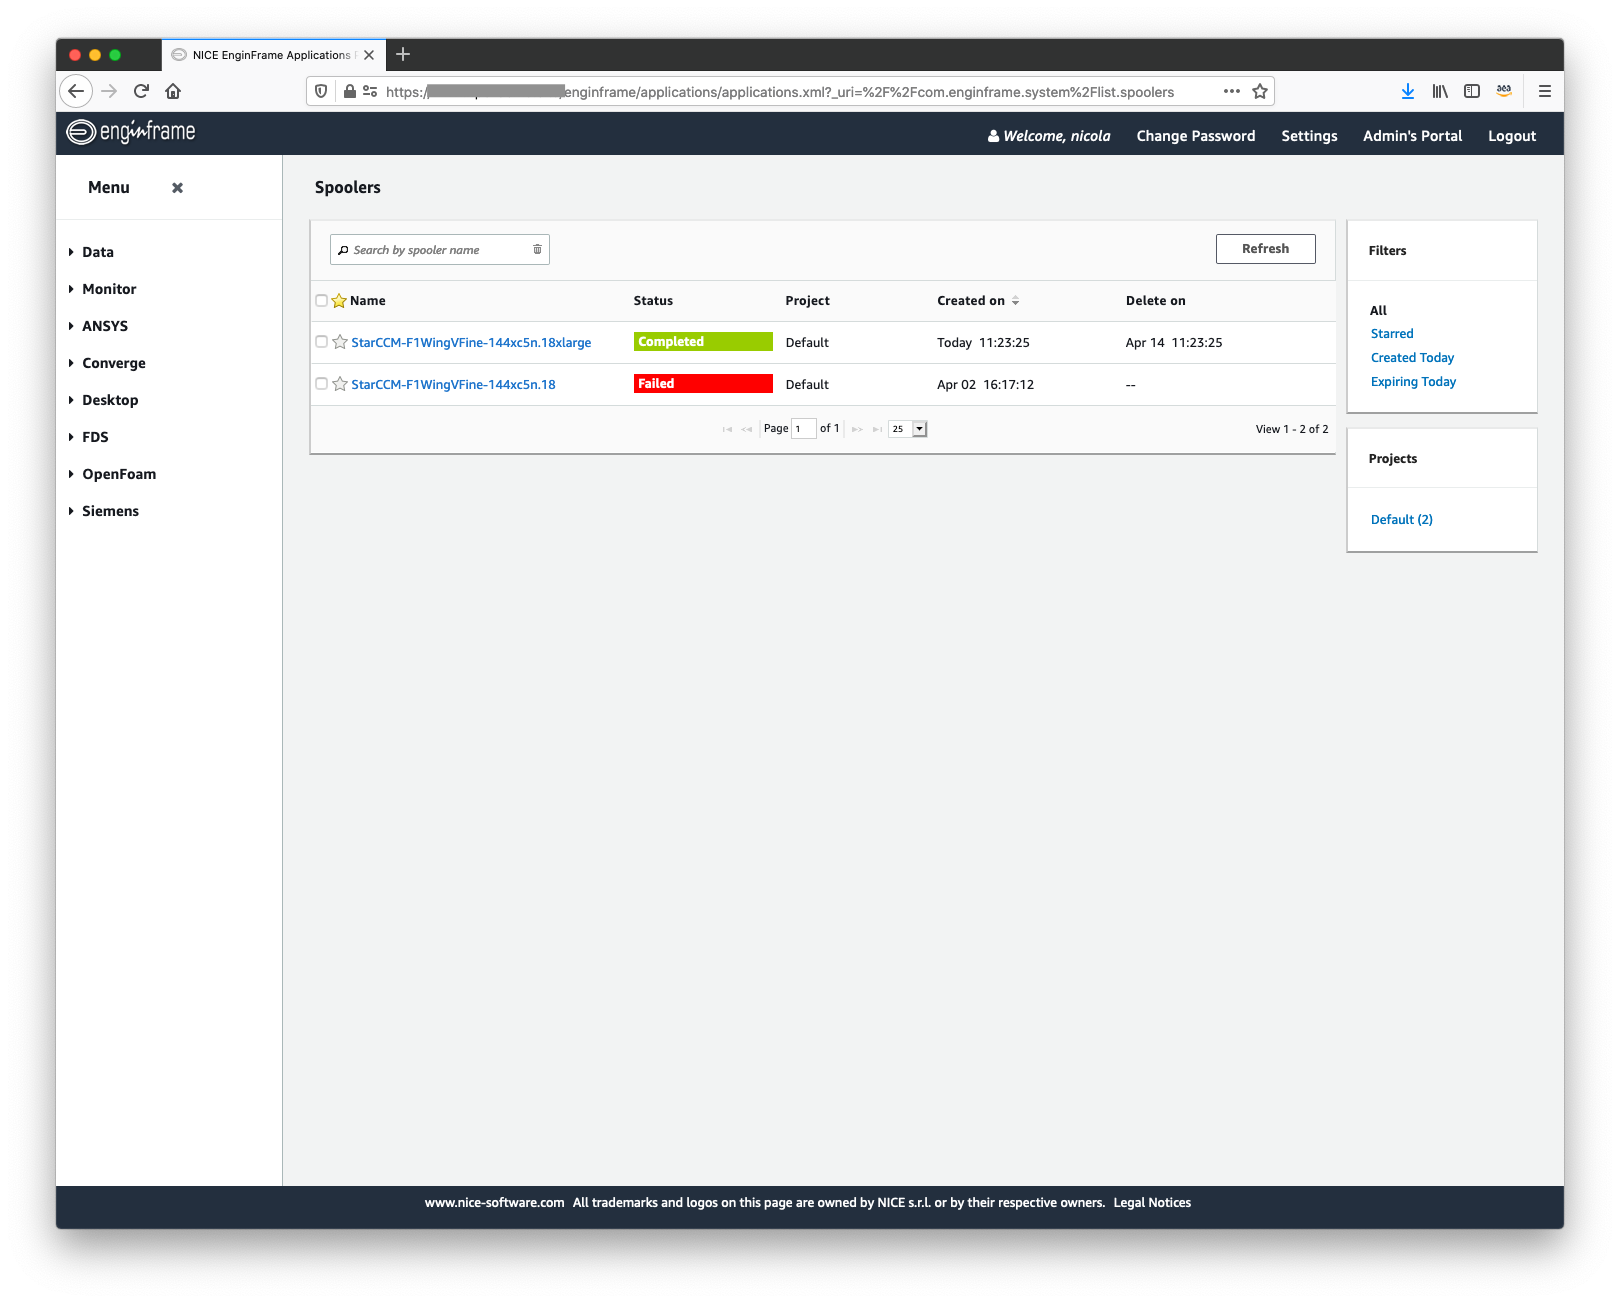 NICE EnginFrame Applications
https:/ /enginframe/applications/applications.xml?_uri=%2F%2Fcom.enginframe.system%2Flist.spoolers
enginframe
Welcome, nicola Change Password Settings Admin's Portal Logout
Menu
Data
Monitor
ANSYS
Converge
Desktop
FDS
OpenFoam
Siemens
Spoolers
Search by spooler name
Refresh
Name Status Project Created on Delete on
StarCCM-F1WingVFine-144xc5n.18xlarge Completed Default Today 11:23:25 Apr 14 11:23:25
StarCCM-F1WingVFine-144xc5n.18 Failed Default Apr 02 16:17:12 --
Page 1 of 1 25 View 1 - 2 of 2
Filters
All
Starred
Created Today
Expiring Today
Projects
Default (2)
www.nice-software.com All trademarks and logos on this page are owned by NICE s.r.l. or by their respective owners. Legal Notices